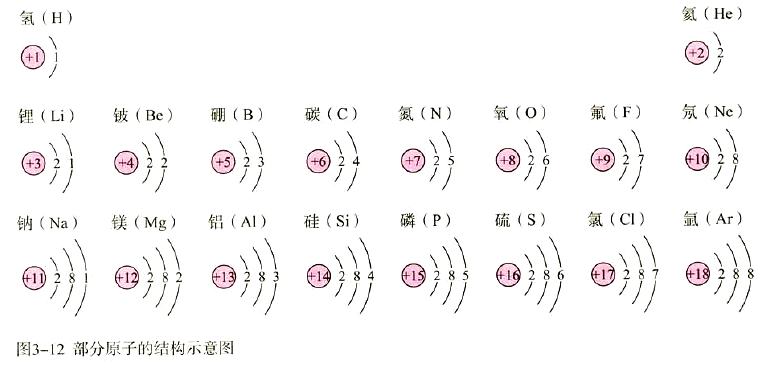 氢（H） 氦（He）
+1 1 +2 2
锂（Li） 铍（Be） 硼（B） 碳（C） 氮（N） 氧（O） 氟（F） 氖（Ne）
+3 2 1 +4 2 2 +5 2 3 +6 2 4 +7 2 5 +8 2 6 +9 2 7 +10 2 8
钠（Na） 镁（Mg） 铝（Al） 硅（Si） 磷（P） 硫（S） 氯（Cl） 氩（Ar）
+11 2 8 1 +12 2 8 2 +13 2 8 3 +14 2 8 4 +15 2 8 5 +16 2 8 6 +17 2 8 7 +18 2 8 8
图3-12 部分原子的结构示意图